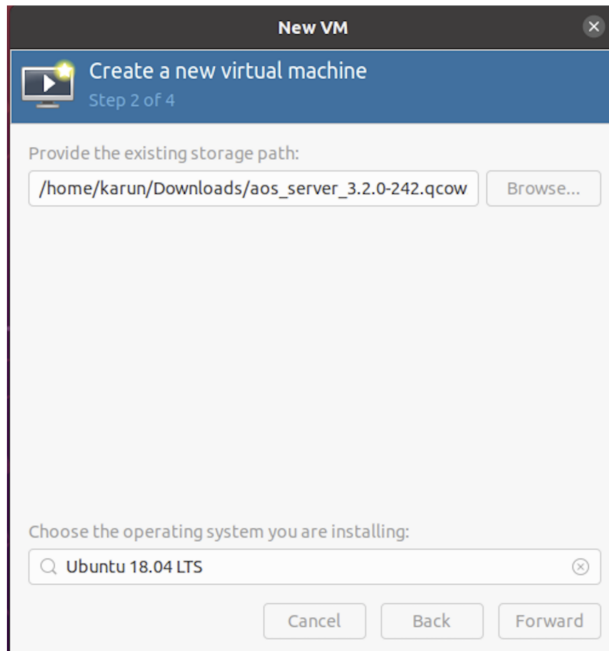 New VM
Create a new virtual machine
Step 2 of 4
Provide the existing storage path:
/home/karun/Downloads/aos_server_3.2.0-242.qcow
Browse...
Choose the operating system you are installing:
Ubuntu 18.04 LTS
Cancel Back Forward